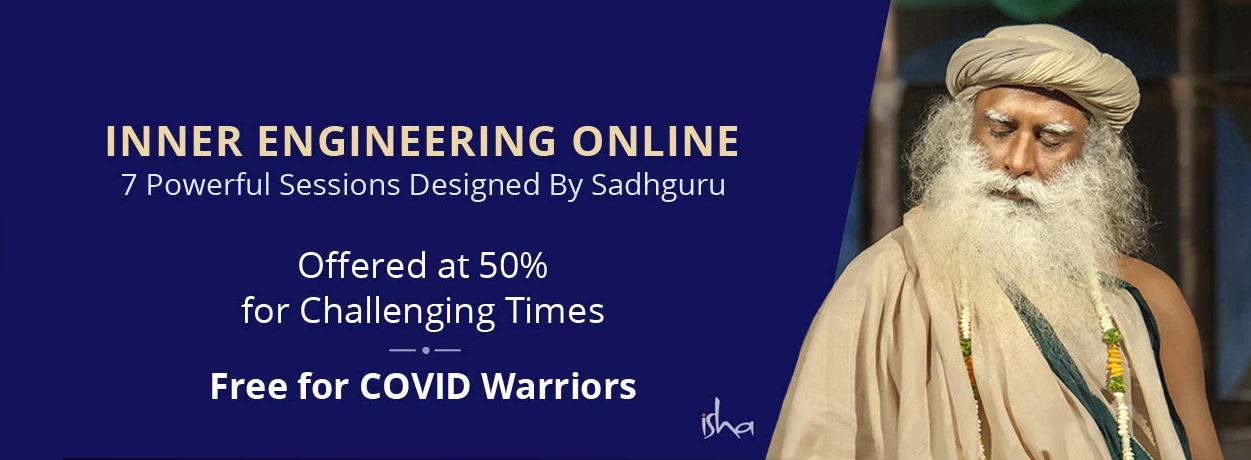 INNER ENGINEERING ONLINE
7 Powerful Sessions Designed By Sadhguru
Offered at 50%
for Challenging Times
Free for COVID Warriors
isha